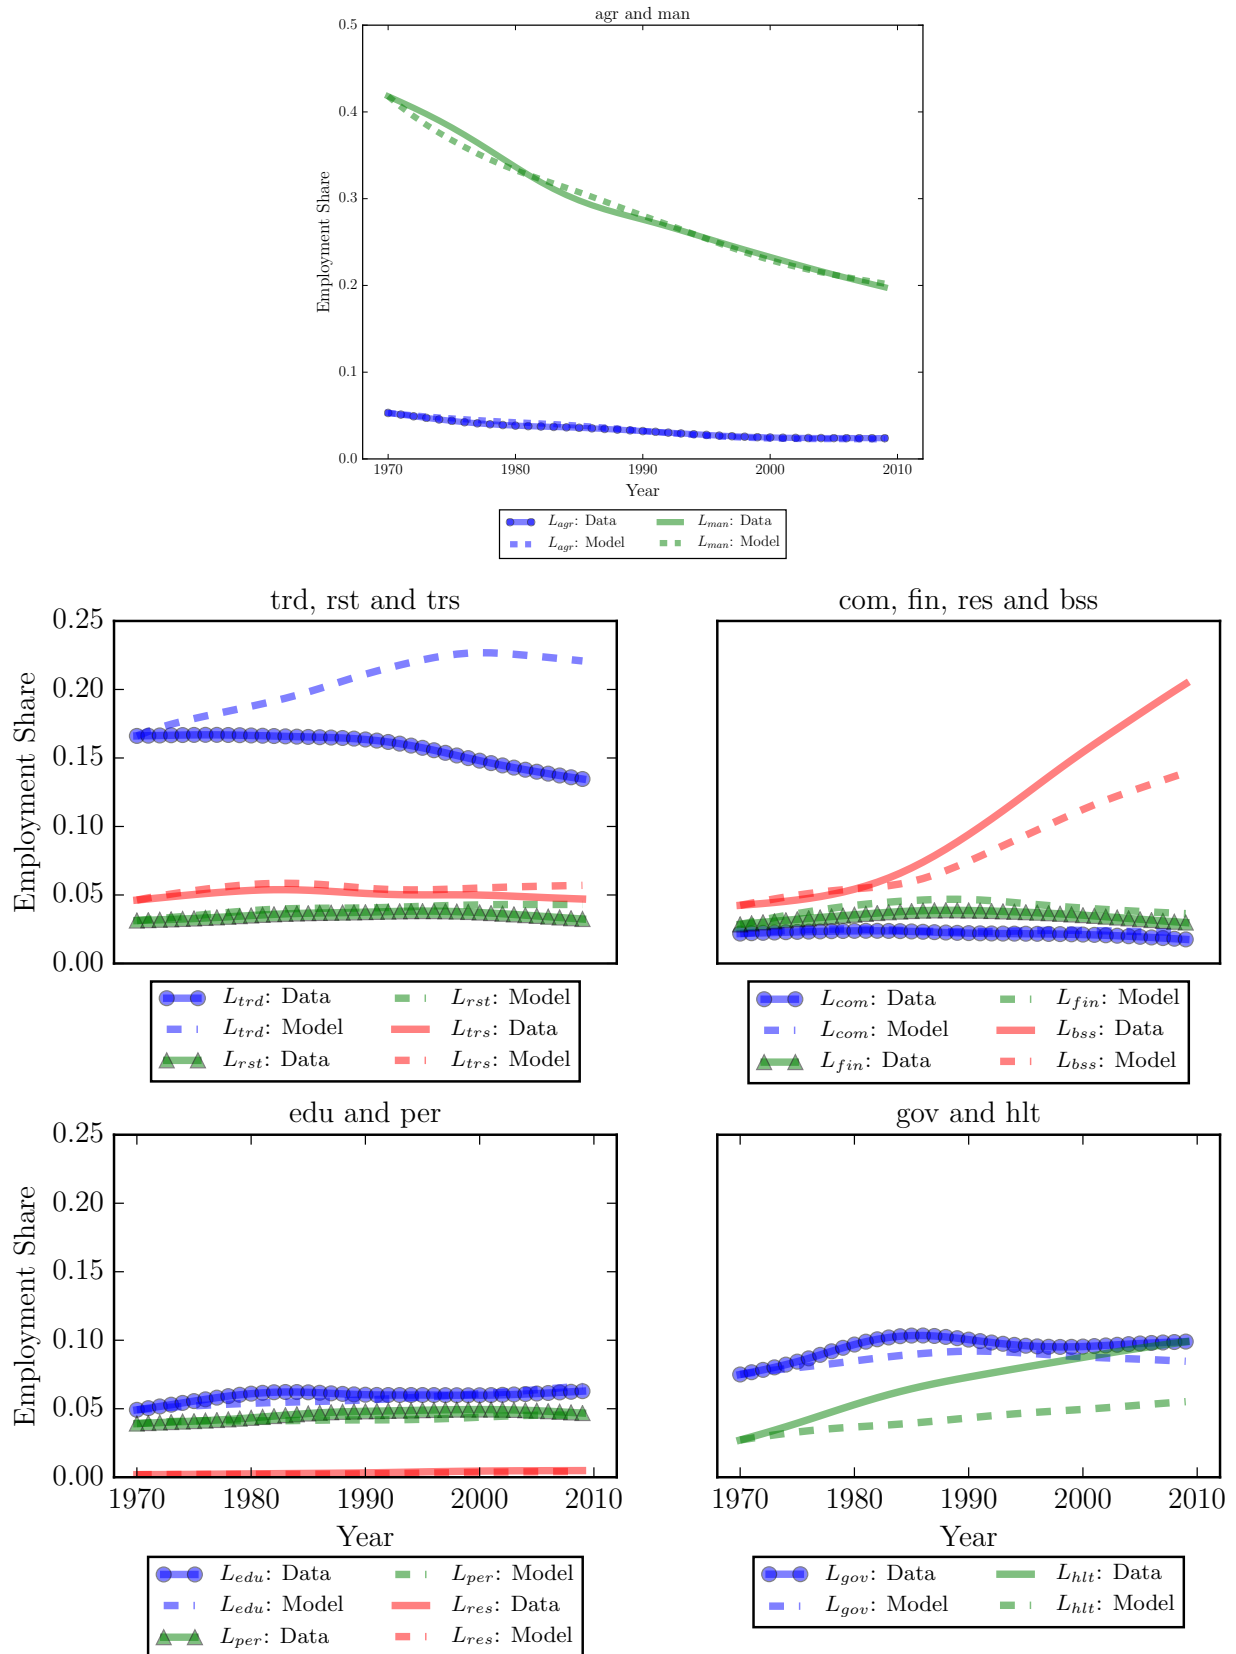 agr and man
0.5
0.4
0.3
0.2
0.1
0.0
Employment Share
1970 1980 1990 2000 2010
Year
L_agr: Data L_man: Data
L_agr: Model L_man: Model
trd, rst and trs
0.25
0.20
0.15
0.10
0.05
0.00
Employment Share
L_trd: Data L_rst: Model
L_trd: Model L_trs: Data
L_rst: Data L_trs: Model
com, fin, res and bss
L_com: Data L_fin: Model
L_com: Model L_bss: Data
L_fin: Data L_bss: Model
edu and per
0.25
0.20
0.15
0.10
0.05
0.00
Employment Share
1970 1980 1990 2000 2010
Year
L_edu: Data L_per: Model
L_edu: Model L_res: Data
L_per: Data L_res: Model
gov and hlt
1970 1980 1990 2000 2010
Year
L_gov: Data L_hlt: Data
L_gov: Model L_hlt: Model